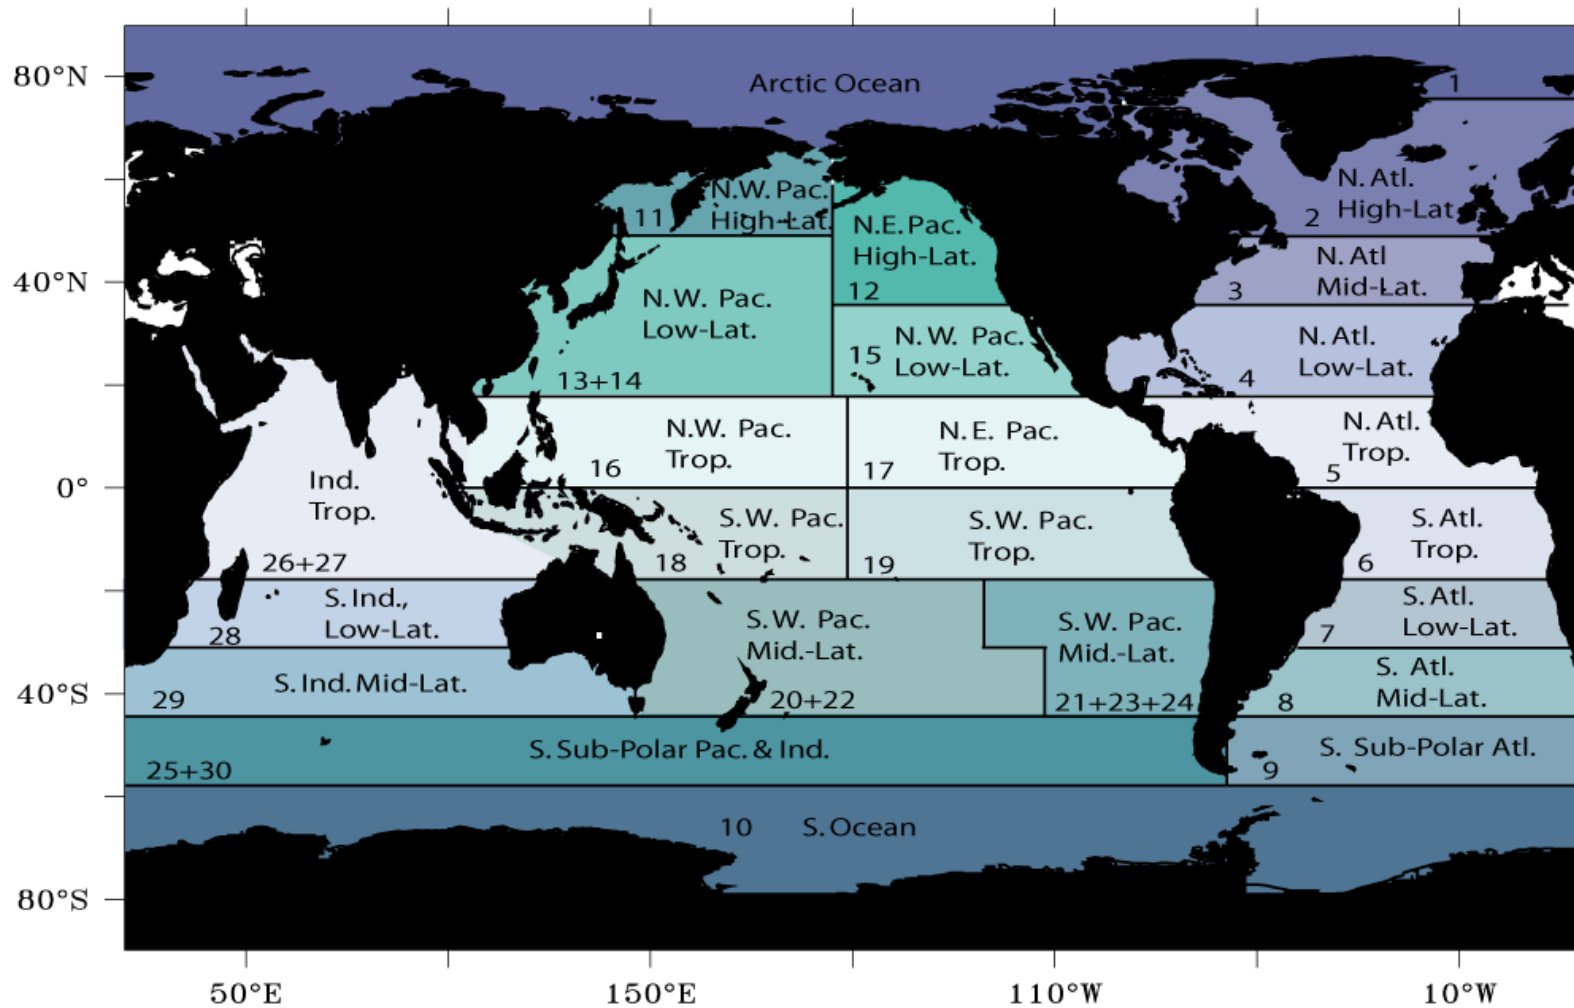 80°N
40°N
0°
40°S
80°S
Arctic Ocean
1
N.W. Pac.
High-Lat.
11
N.E. Pac.
High-Lat.
12
N. Atl.
High-Lat.
2
N. Atl
Mid-Lat.
3
N.W. Pac.
Low-Lat.
13+14
N. W. Pac.
Low-Lat.
15
N. Atl.
Low-Lat.
4
N.W. Pac.
Trop.
16
N. E. Pac.
Trop.
17
N. Atl.
Trop.
5
Ind.
Trop.
26+27
S.W. Pac.
Trop.
18
S.W. Pac.
Trop.
19
S. Atl.
Trop.
6
S. Ind.,
Low-Lat.
28
S.W. Pac.
Mid.-Lat.
20+22
S.W. Pac.
Mid.-Lat.
21+23+24
S. Atl.
Low-Lat.
7
S. Ind. Mid-Lat.
29
S. Atl.
Mid-Lat.
8
S. Sub-Polar Pac. & Ind.
25+30
S. Sub-Polar Atl.
9
10 S. Ocean
50°E
150°E
110°W
10°W